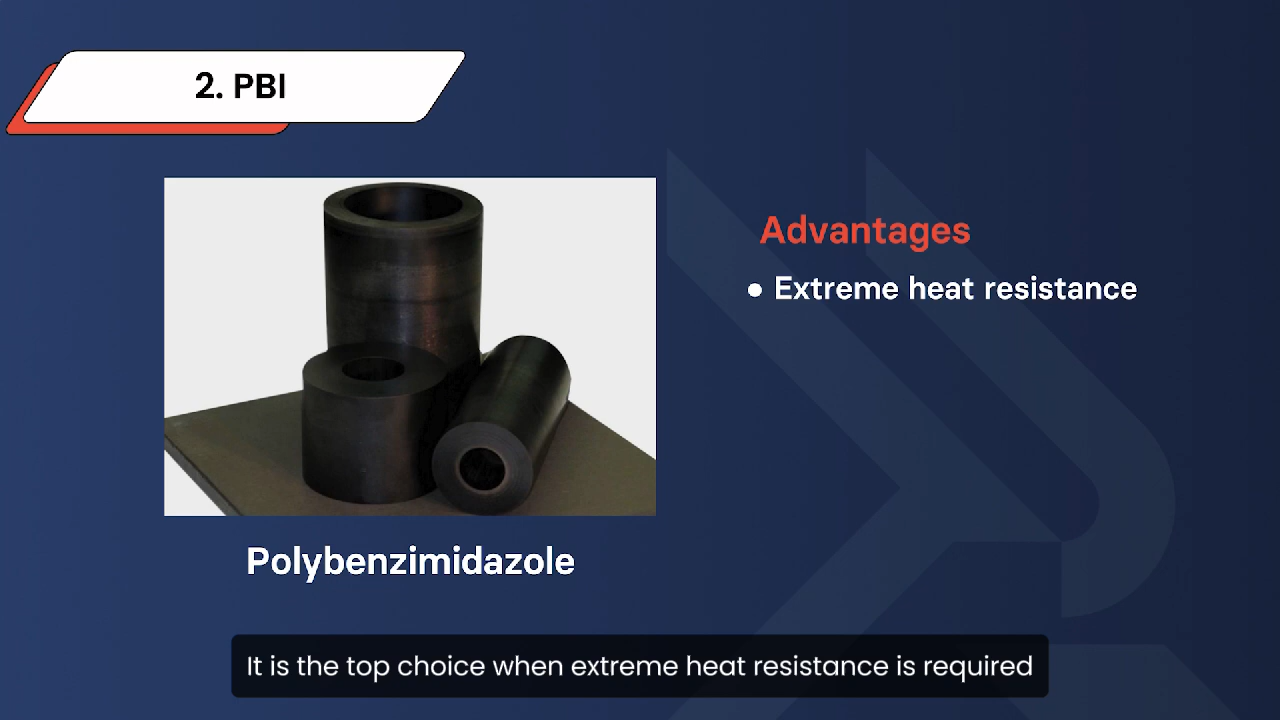 2. PBI
Advantages
• Extreme heat resistance
Polybenzimidazole
It is the top choice when extreme heat resistance is required